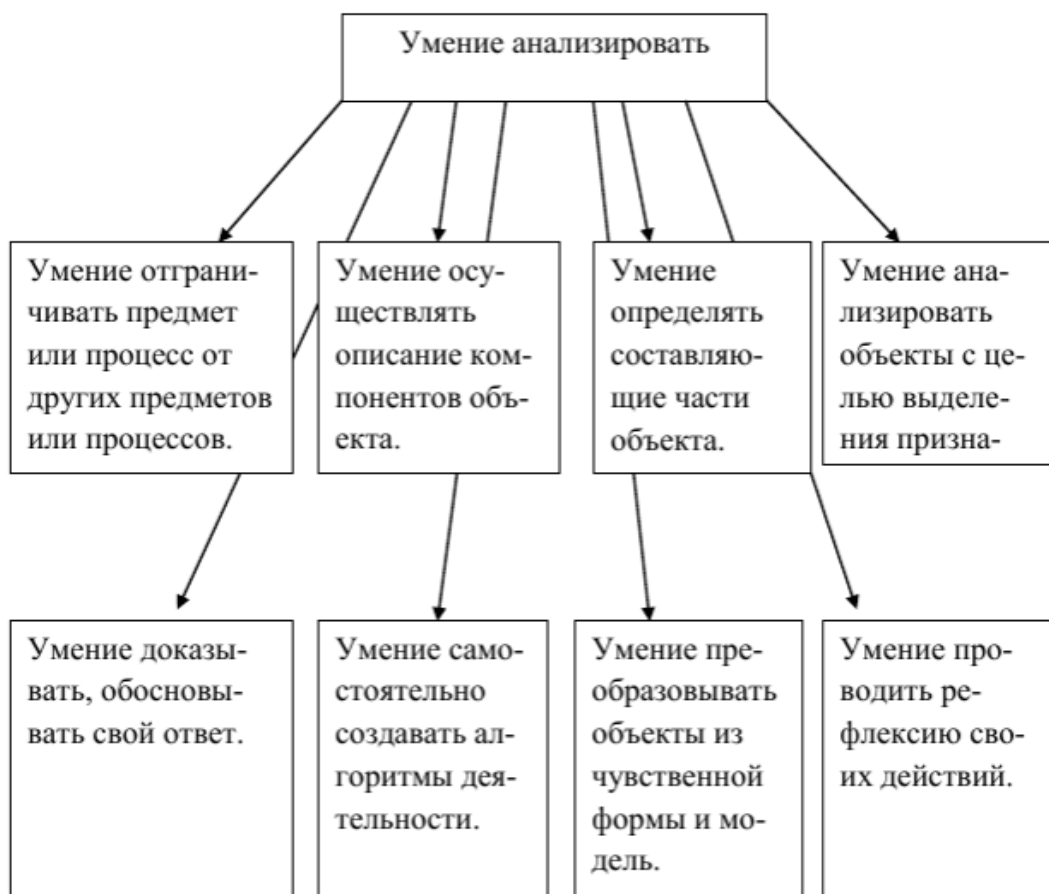 Умение анализировать
Умение отграни-
чивать предмет
или процесс от
других предметов
или процессов.
Умение осу-
ществлять
описание ком-
понентов объ-
екта.
Умение
определять
составляю-
щие части
объекта.
Умение ана-
лизировать
объекты с це-
лью выделе-
ния призна-
Умение доказы-
вать, обосновы-
вать свой ответ.
Умение само-
стоятельно
создавать ал-
горитмы дея-
тельности.
Умение пре-
образовывать
объекты из
чувственной
формы и мо-
дель.
Умение про-
водить ре-
флексию сво-
их действий.